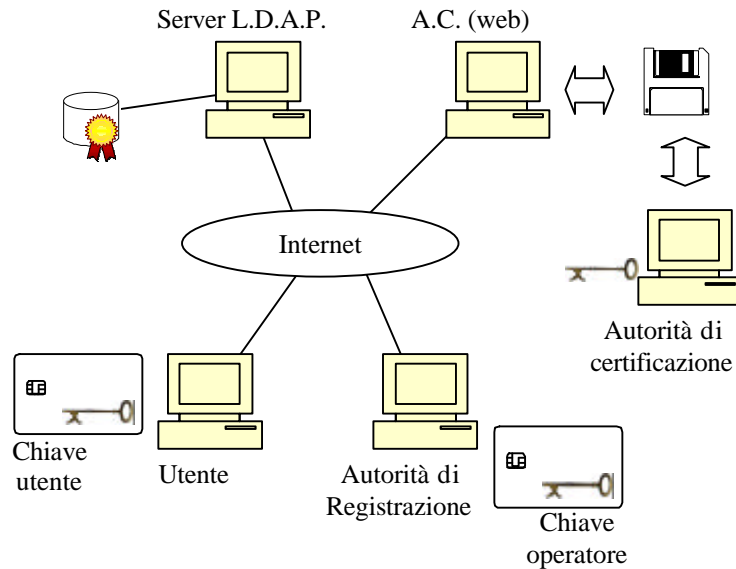 Server L.D.A.P.
A.C. (web)
Internet
Autorità di
certificazione
Chiave
utente
Utente
Autorità di
Registrazione
Chiave
operatore